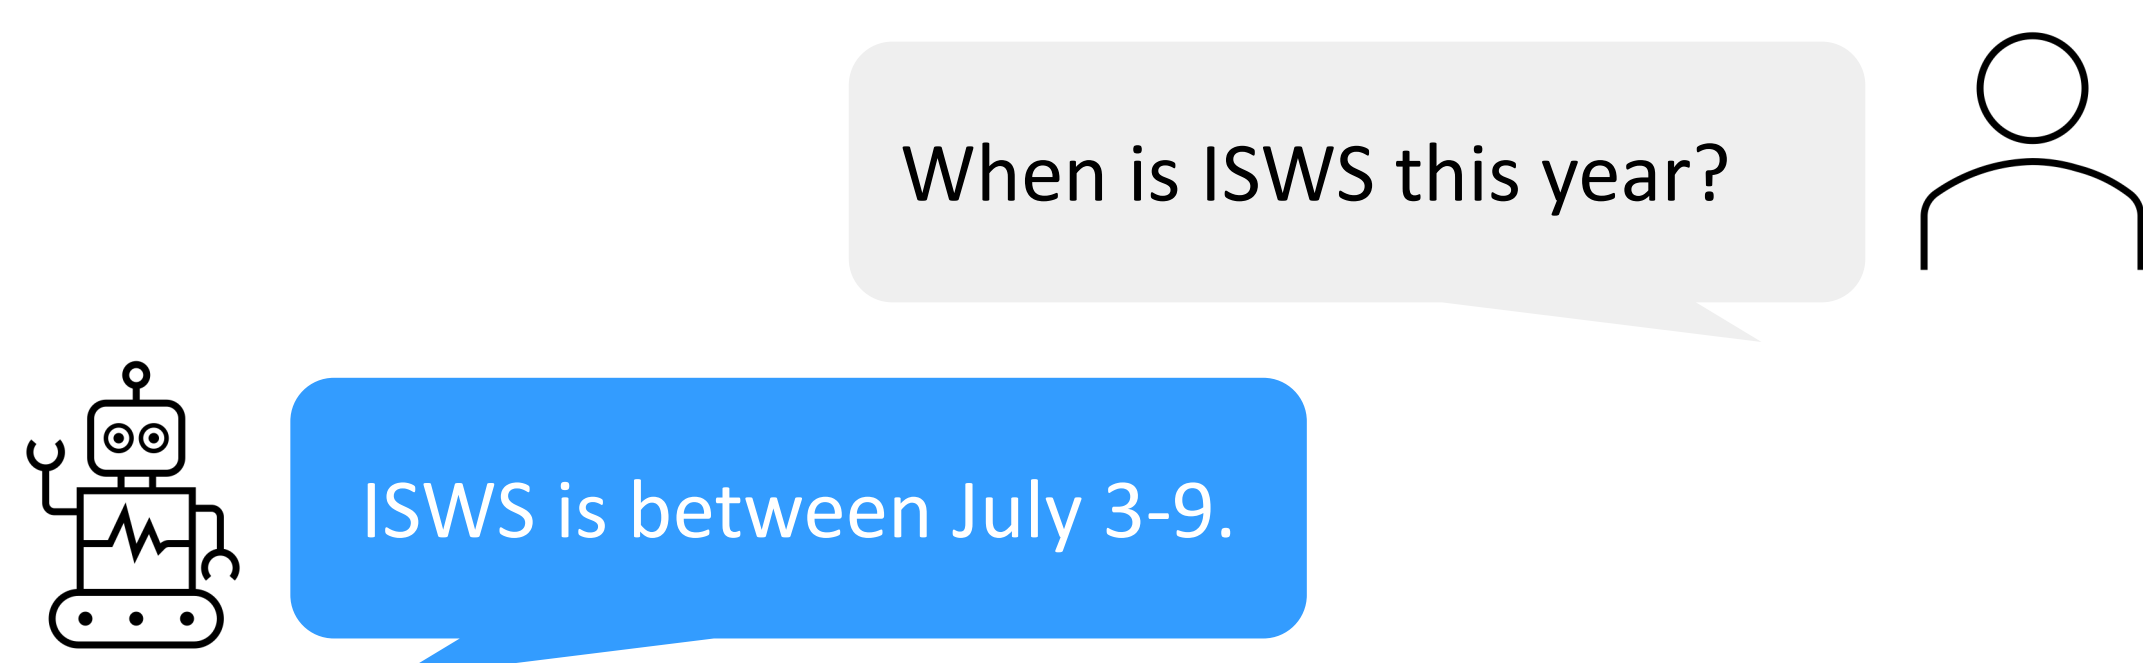 When is ISWS this year?
ISWS is between July 3-9.